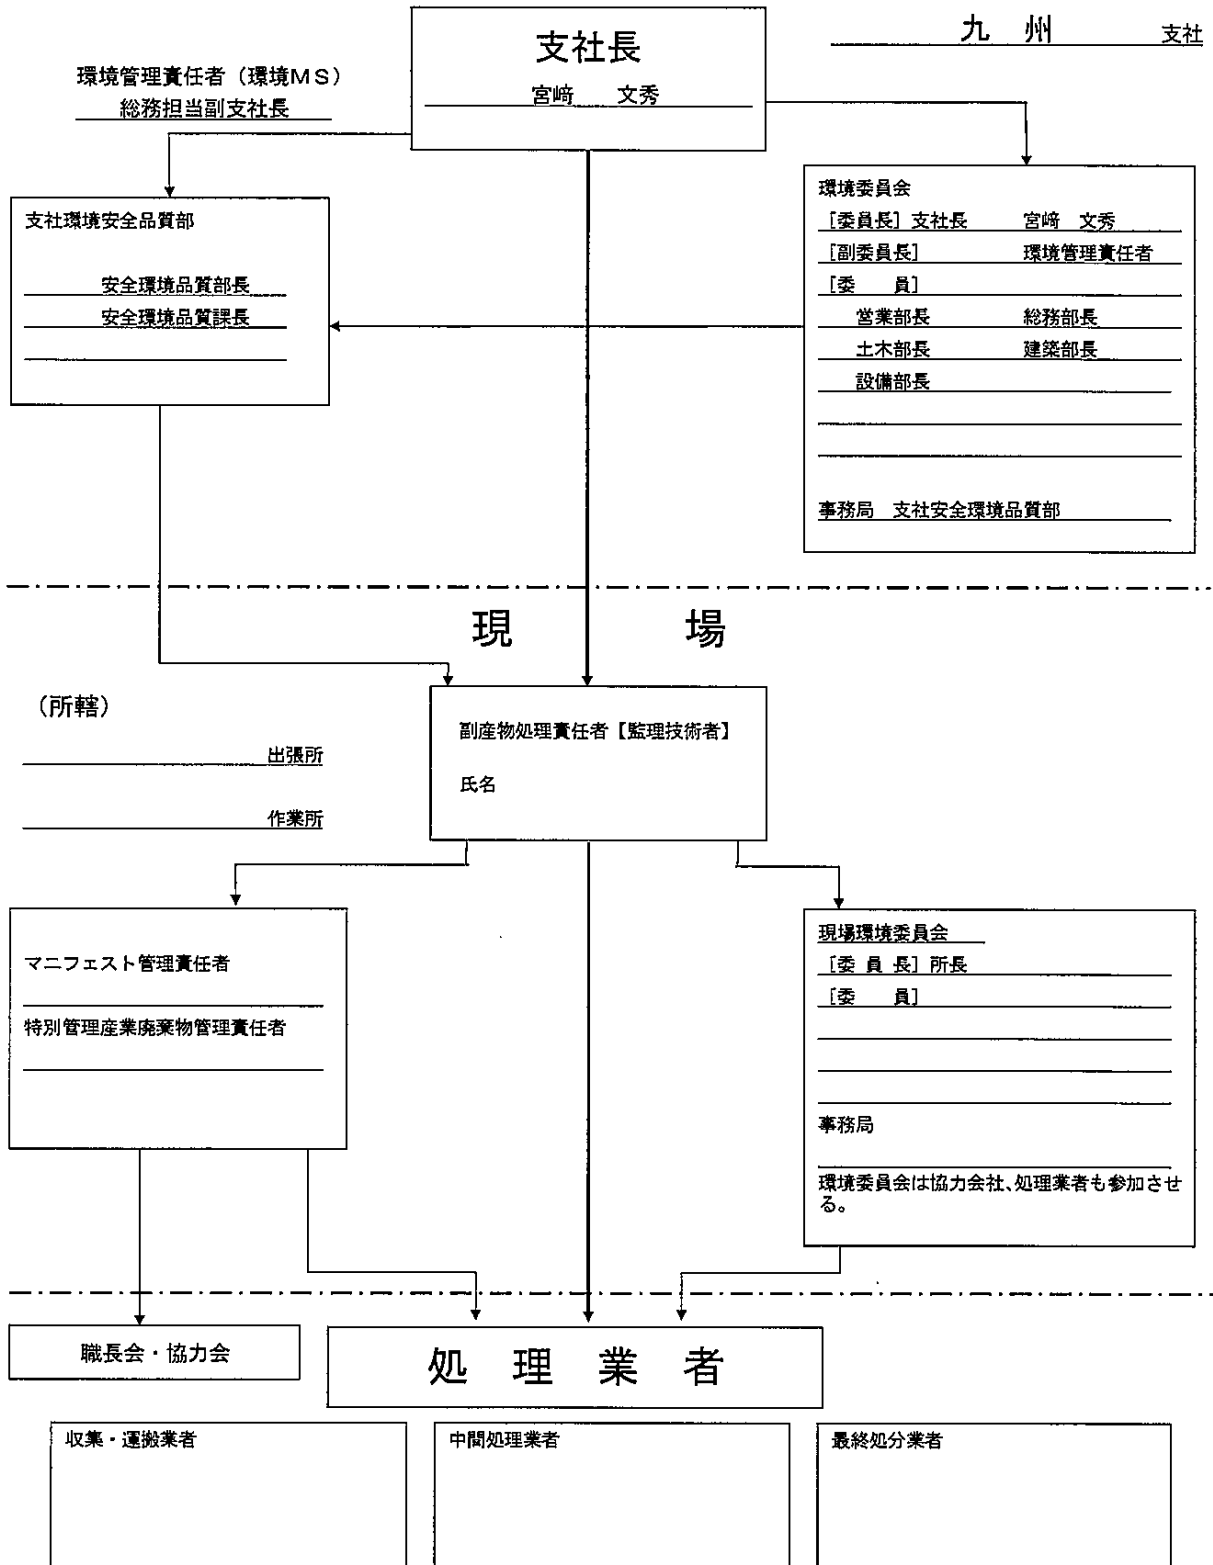 九 州 支社
支社長
宮﨑 文秀
環境管理責任者(環境MS)
総務担当副支社長
支社環境安全品質部
安全環境品質部長
安全環境品質課長
環境委員会
[委員長] 支社長 宮﨑 文秀
[副委員長] 環境管理責任者
[委 員]
営業部長 総務部長
土木部長 建築部長
設備部長
事務局 支社安全環境品質部
現 場
(所轄)
出張所
作業所
副産物処理責任者【監理技術者】
氏名
マニフェスト管理責任者
特別管理産業廃棄物管理責任者
現場環境委員会
[委 員 長] 所長
[委 員]
事務局
環境委員会は協力会社、処理業者も参加させ
る。
職長会・協力会
処 理 業 者
収集・運搬業者
中間処理業者
最終処分業者